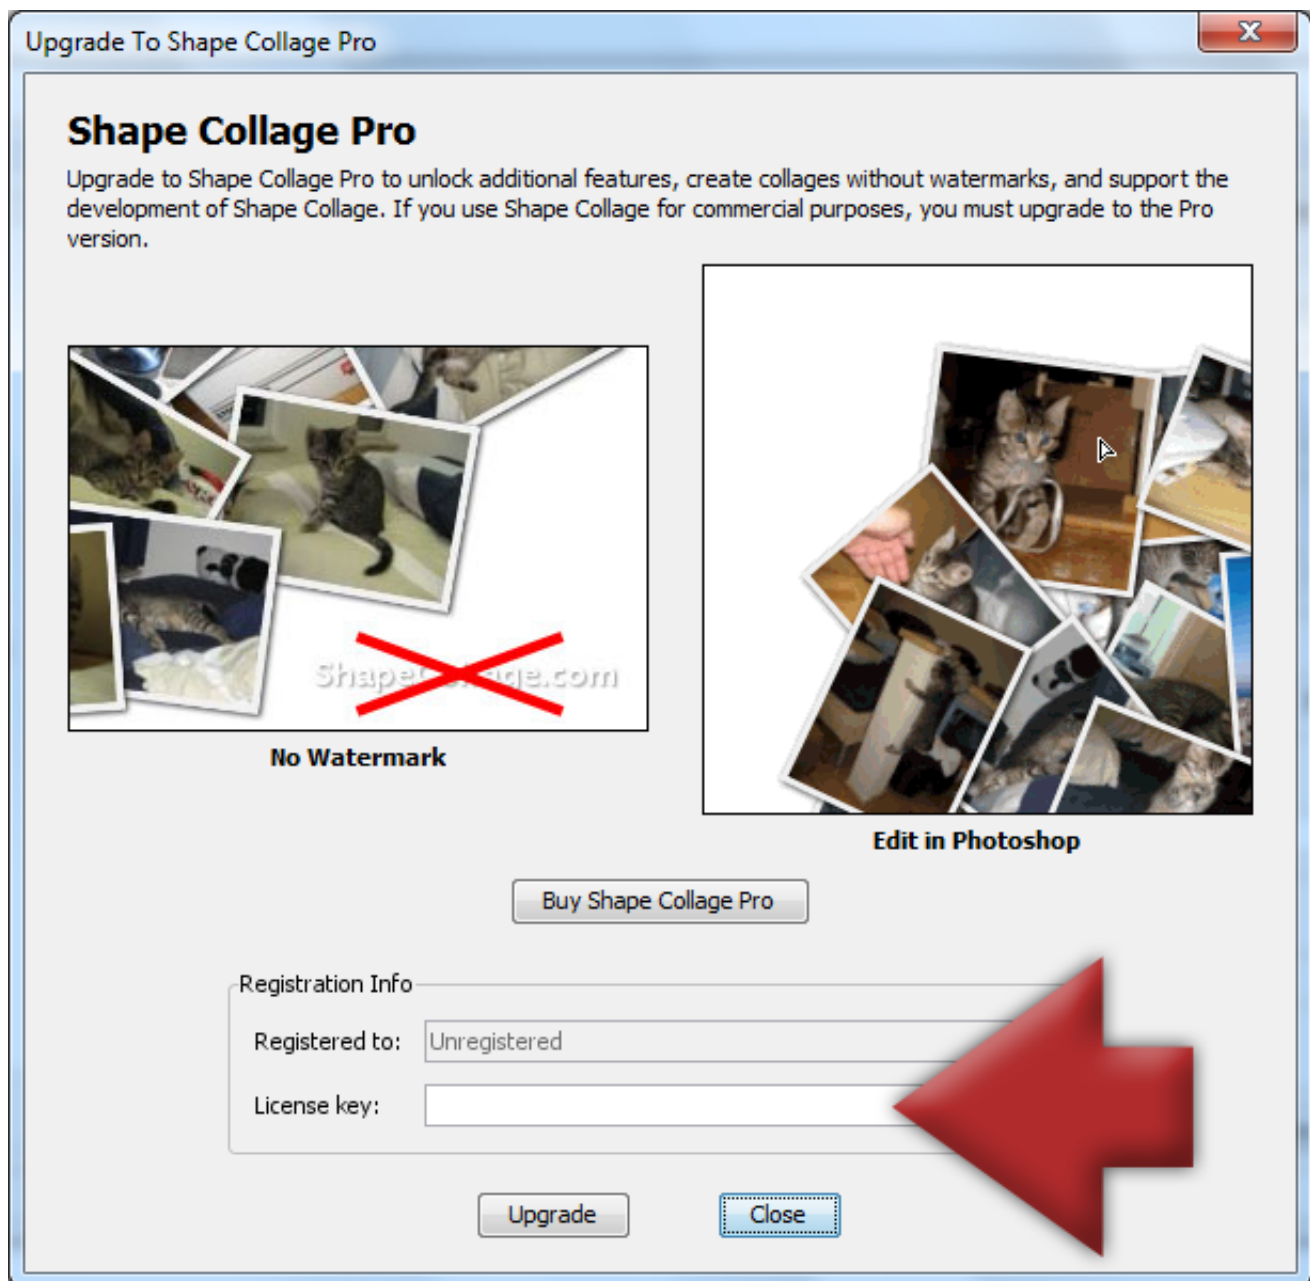 Upgrade To Shape Collage Pro
Shape Collage Pro
Upgrade to Shape Collage Pro to unlock additional features, create collages without watermarks, and support the
development of Shape Collage. If you use Shape Collage for commercial purposes, you must upgrade to the Pro
version.
ShapeCollage.com
No Watermark
Edit in Photoshop
Buy Shape Collage Pro
Registration Info
Registered to: Unregistered
License key:
Upgrade Close